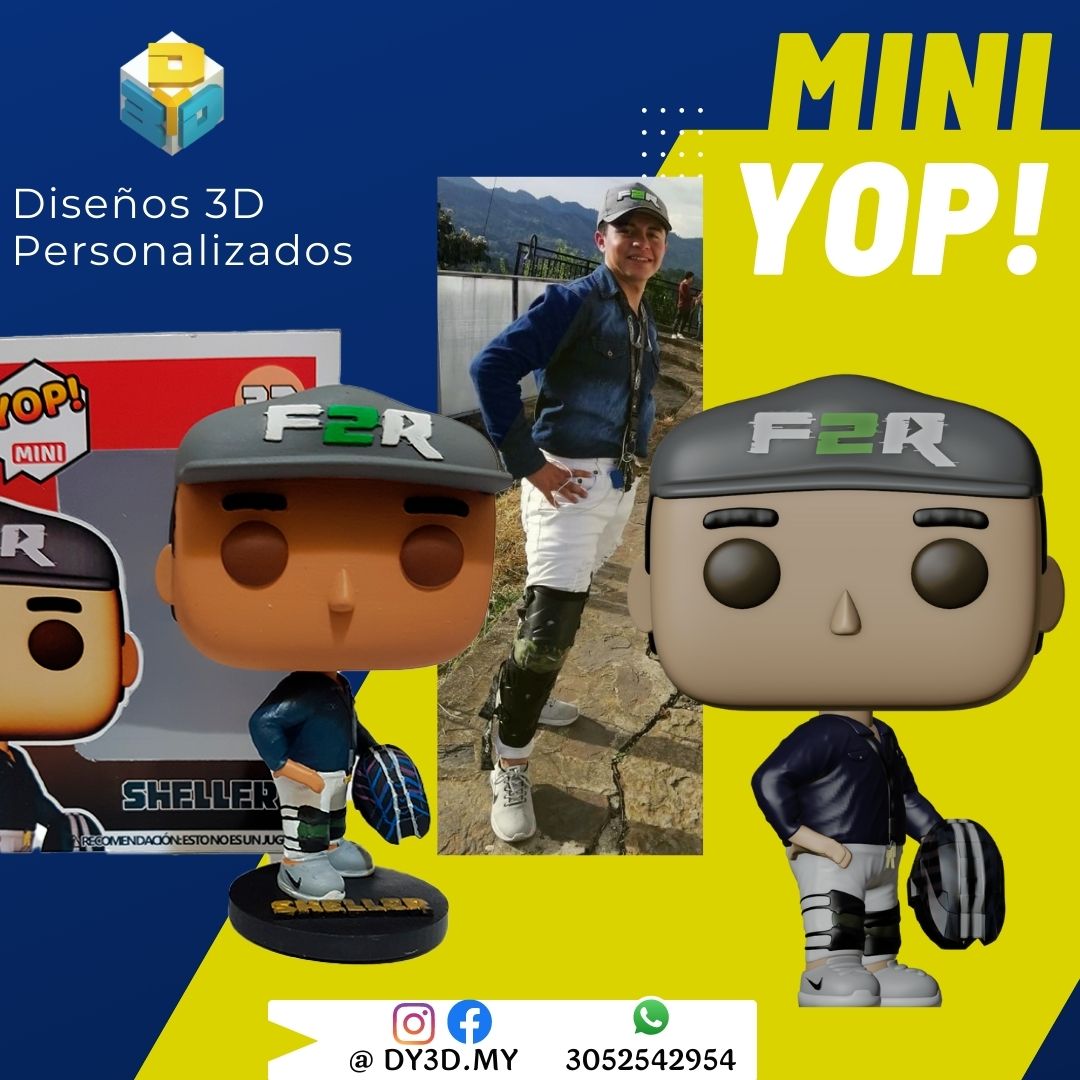 D
3D
Diseños 3D
Personalizados
MINI
YOP!
F2R
YOP!
MINI
F2R
F2R
R
SHELLER
RECOMENDACIÓN: ESTO NO ES UN JUG
SHELLER
@ DY3D.MY
3052542954